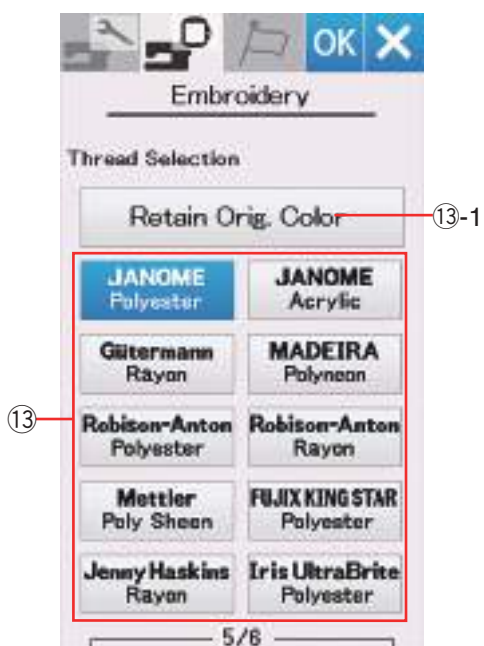 OK
Embroidery
Thread Selection
Retain Orig. Color
⑬-1
JANOME
Polyester
JANOME
Acrylic
Gütermann
Rayon
MADEIRA
Polyneon
⑬
Robison-Anton
Polyester
Robison-Anton
Rayon
Mettler
Poly Sheen
FUJIX KING STAR
Polyester
Jenny Haskins
Rayon
Iris UltraBrite
Polyester
5/6